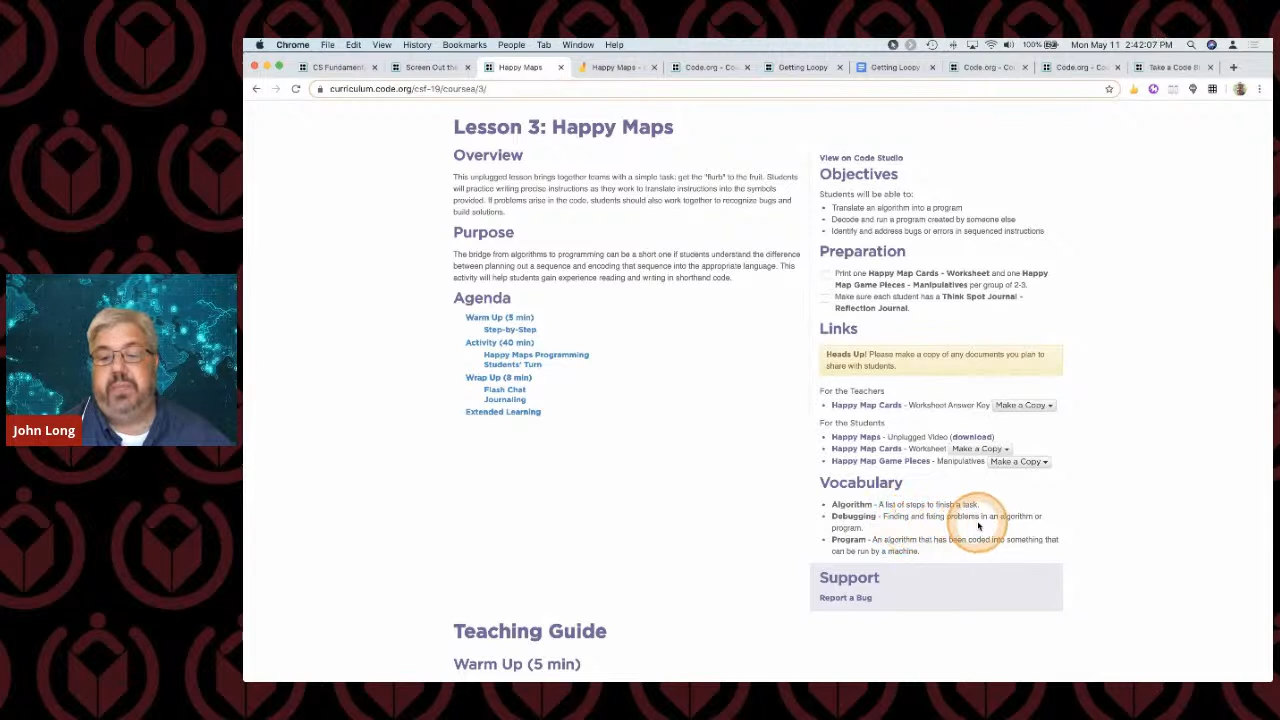 Chrome File Edit View History Bookmarks People Tab Window Help
100% Mon May 11 2:42:07 PM
CS Fundament
Screen Out the
Happy Maps
Happy Maps -
Code.org - Co
Getting Loopy
Getting Loopy
Code.org - Co
Code.org - Co
Take a Code B
curriculum.code.org/csf-19/coursea/3/
Lesson 3: Happy Maps
Overview
This unplugged lesson brings together teams with a simple task: get the "flurb" to the fruit. Students
will practice writing precise instructions as they work to translate instructions into the symbols
provided. If problems arise in the code, students should also work together to recognize bugs and
build solutions.
Purpose
The bridge from algorithms to programming can be a short one if students understand the difference
between planning out a sequence and encoding that sequence into the appropriate language. This
activity will help students gain experience reading and writing in shorthand code.
Agenda
Warm Up (5 min)
Step-by-Step
Activity (40 min)
Happy Maps Programming
Students' Turn
Wrap Up (8 min)
Flash Chat
Journaling
Extended Learning
View on Code Studio
Objectives
Students will be able to:
Translate an algorithm into a program
Decode and run a program created by someone else
Identify and address bugs or errors in sequenced instructions
Preparation
Print one Happy Map Cards - Worksheet and one Happy
Map Game Pieces - Manipulatives per group of 2-3.
Make sure each student has a Think Spot Journal -
Reflection Journal.
Links
Heads Up! Please make a copy of any documents you plan to
share with students.
For the Teachers
Happy Map Cards - Worksheet Answer Key Make a Copy
For the Students
Happy Maps - Unplugged Video (download)
Happy Map Cards - Worksheet Make a Copy
Happy Map Game Pieces - Manipulatives Make a Copy
Vocabulary
Algorithm - A list of steps to finish a task.
Debugging - Finding and fixing problems in an algorithm or
program.
Program - An algorithm that has been coded into something that
can be run by a machine.
Support
Report a Bug
Teaching Guide
Warm Up (5 min)
John Long